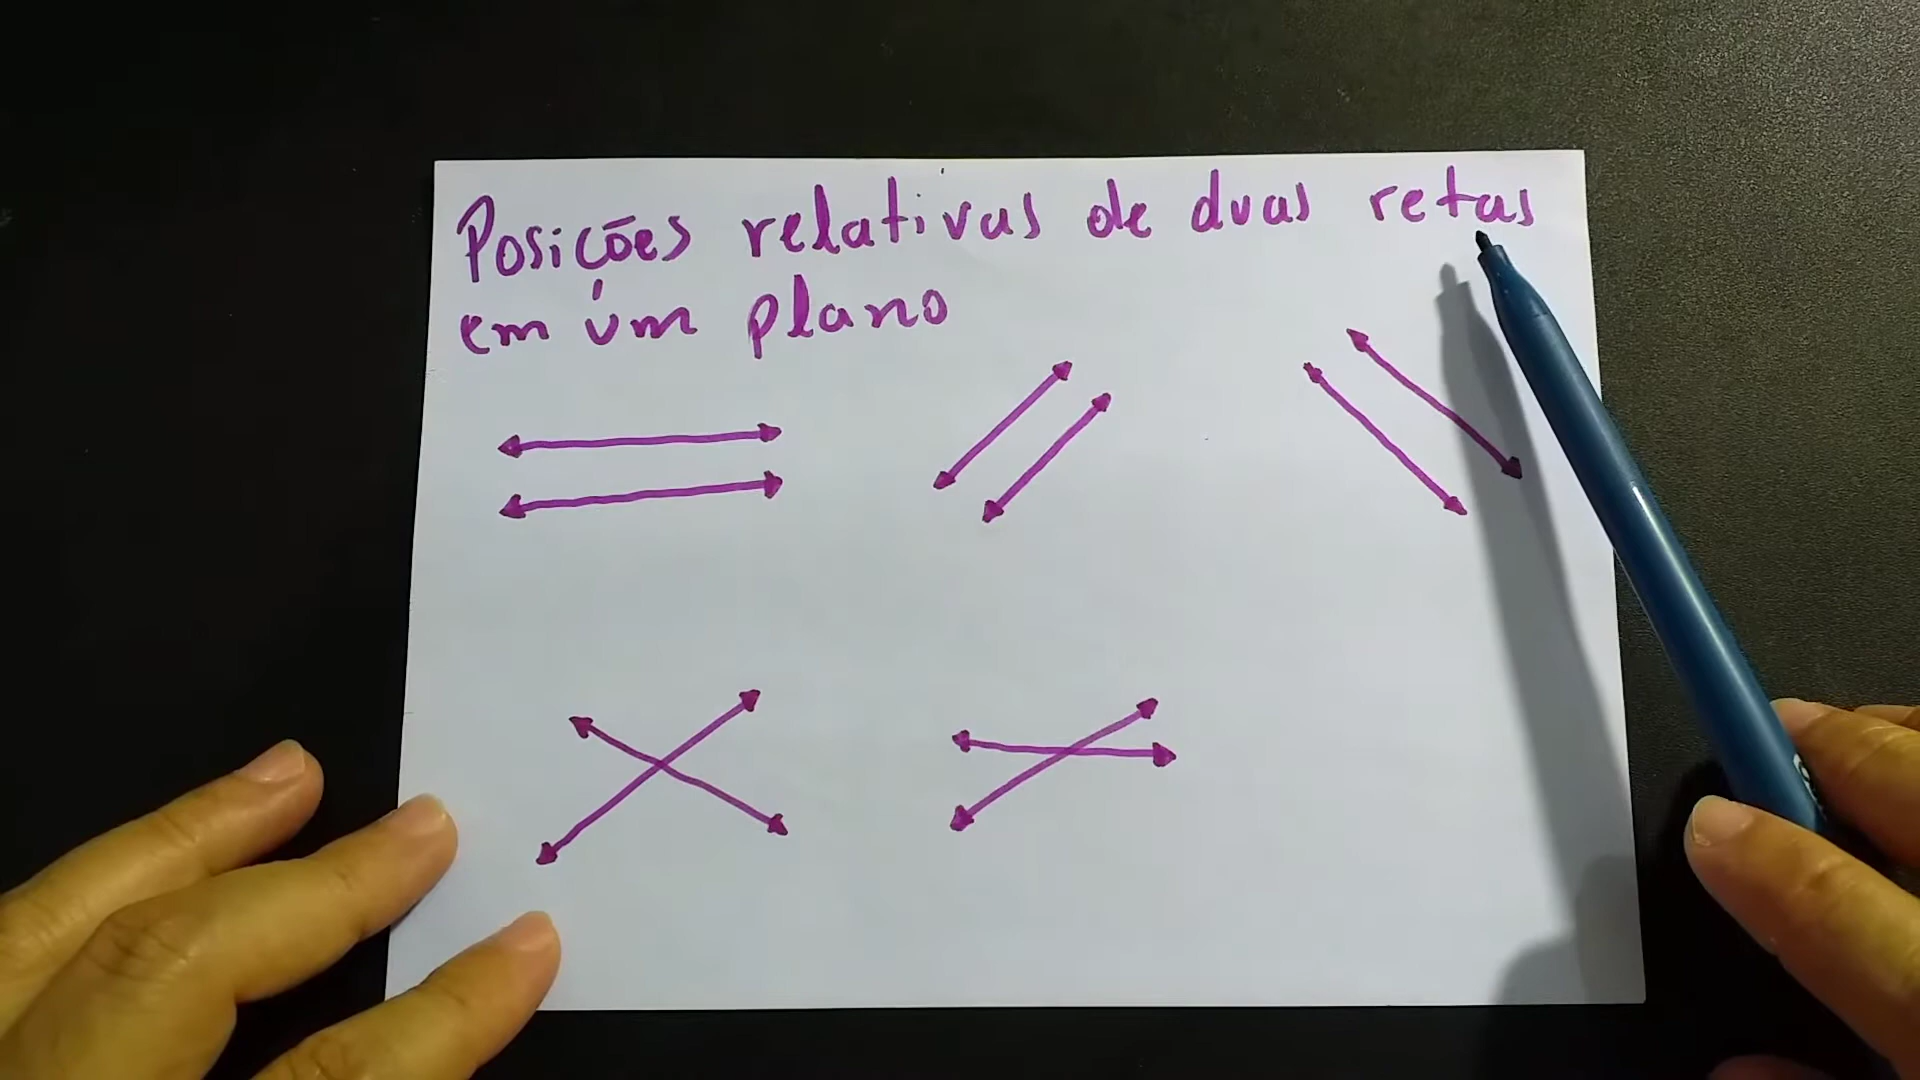 Posições relativas de duas retas
em um plano